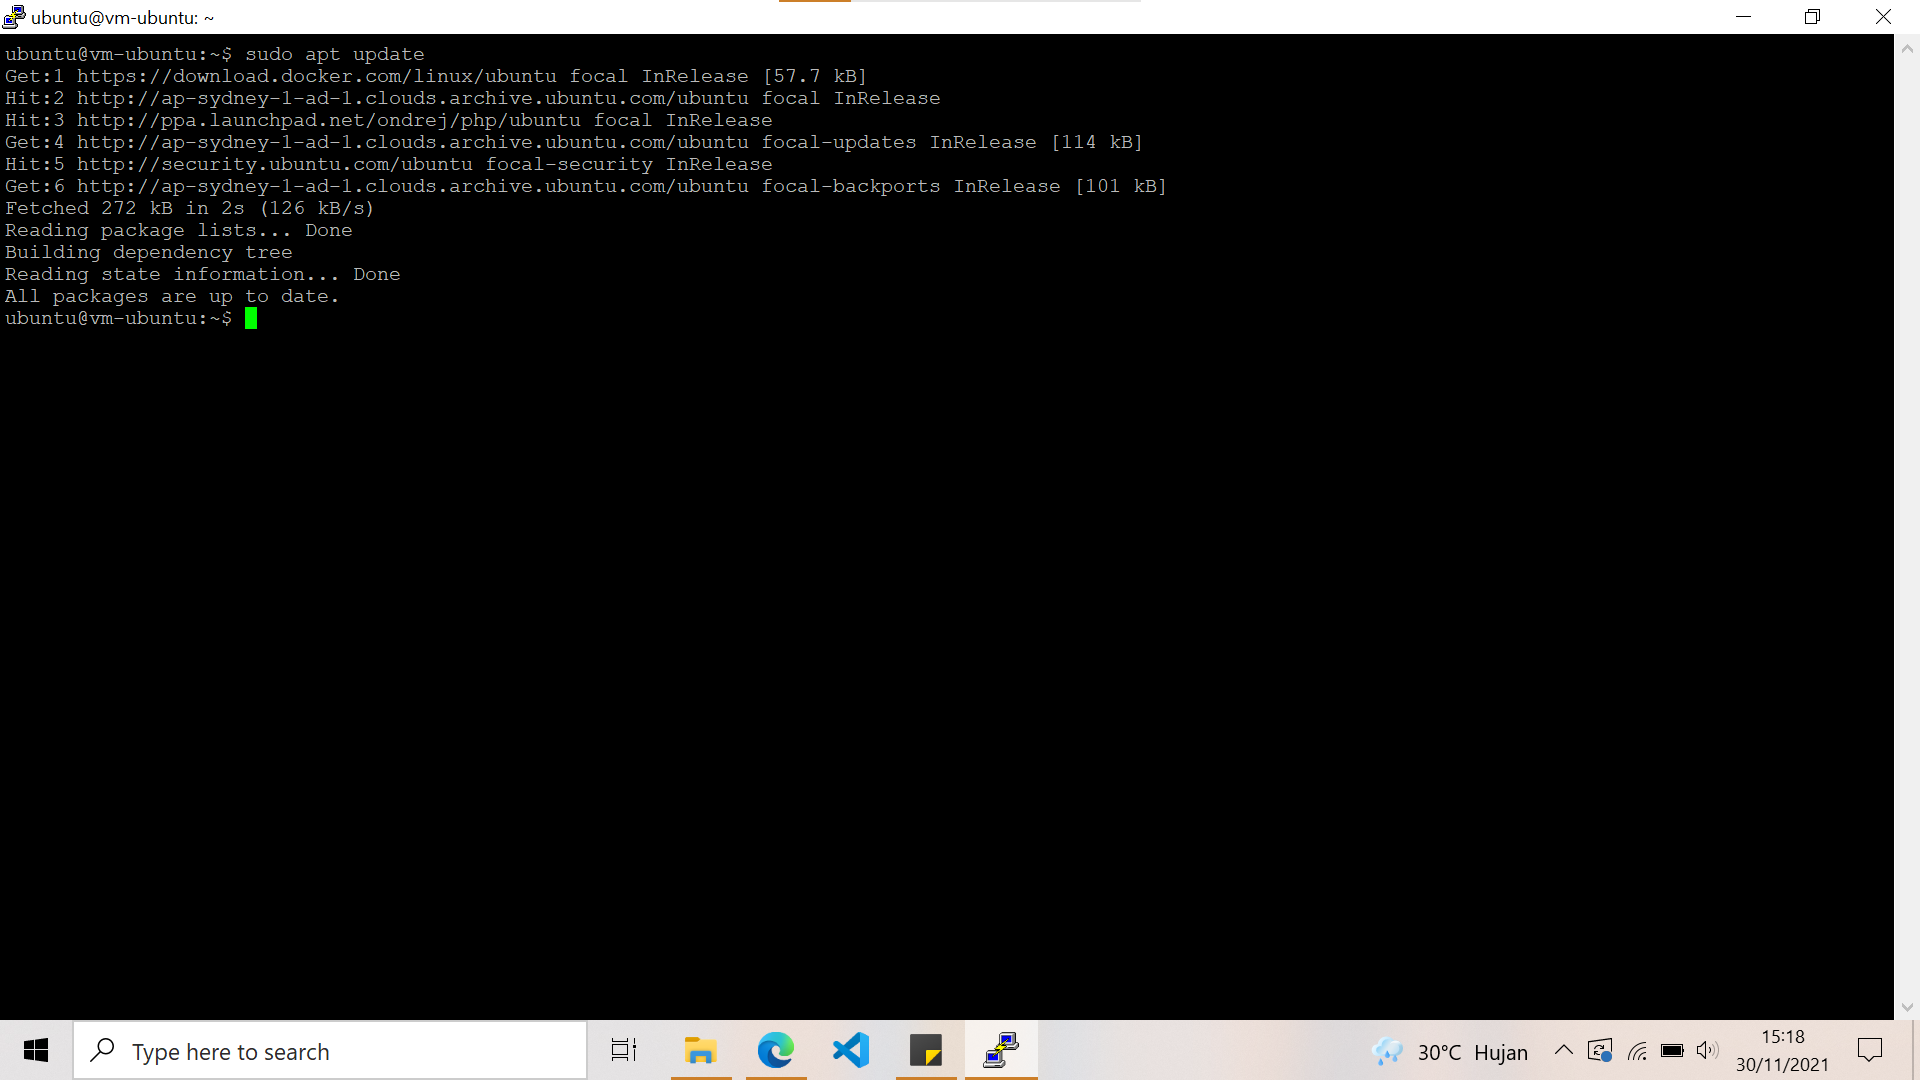 ubuntu@vm-ubuntu: ~
ubuntu@vm-ubuntu:~$ sudo apt update
Get:1 https://download.docker.com/linux/ubuntu focal InRelease [57.7 kB]
Hit:2 http://ap-sydney-1-ad-1.clouds.archive.ubuntu.com/ubuntu focal InRelease
Hit:3 http://ppa.launchpad.net/ondrej/php/ubuntu focal InRelease
Get:4 http://ap-sydney-1-ad-1.clouds.archive.ubuntu.com/ubuntu focal-updates InRelease [114 kB]
Hit:5 http://security.ubuntu.com/ubuntu focal-security InRelease
Get:6 http://ap-sydney-1-ad-1.clouds.archive.ubuntu.com/ubuntu focal-backports InRelease [101 kB]
Fetched 272 kB in 2s (126 kB/s)
Reading package lists... Done
Building dependency tree
Reading state information... Done
All packages are up to date.
ubuntu@vm-ubuntu:~$
Type here to search
30°C Hujan
15:18
30/11/2021